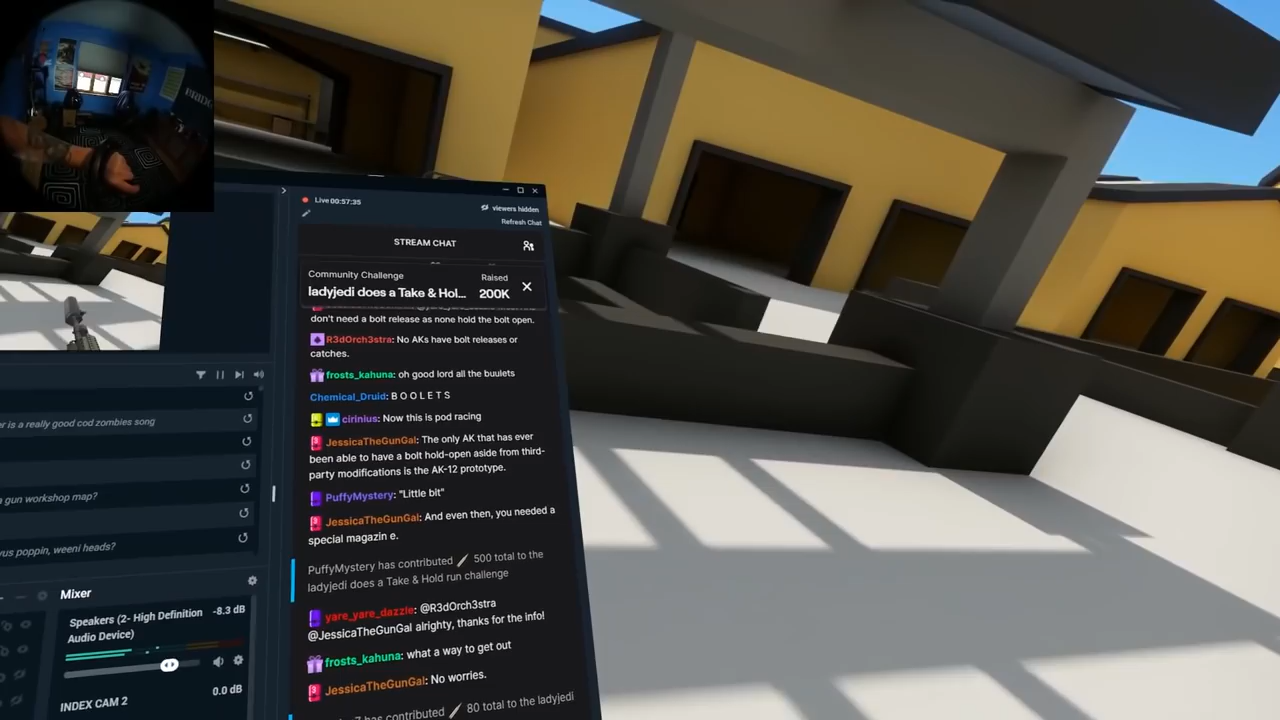 Live 00:57:35
viewers hidden
Refresh Chat
STREAM CHAT
Community Challenge
ladyjedi does a Take & Hol...
Raised
200K
don't need a bolt release as none hold the bolt open.
R3dOrch3stra: No AKs have bolt releases or
catches.
frosts_kahuna: oh good lord all the buulets
Chemical_Druid: B O O L E T S
cirinius: Now this is pod racing
JessicaTheGunGal: The only AK that has ever
been able to have a bolt hold-open aside from third-
party modifications is the AK-12 prototype.
PuffyMystery: "Little bit"
JessicaTheGunGal: And even then, you needed a
special magazin e.
PuffyMystery has contributed 500 total to the
ladyjedi does a Take & Hold run challenge
yare_yare_dazzle: @R3dOrch3stra
@JessicaTheGunGal alrighty, thanks for the info!
frosts_kahuna: what a way to get out
JessicaTheGunGal: No worries.
7 has contributed 80 total to the ladyjedi
er is a really good cod zombies song
a gun workshop map?
us poppin, weeni heads?
Mixer
Speakers (2- High Definition
Audio Device)
-8.3 dB
INDEX CAM 2
0.0 dB